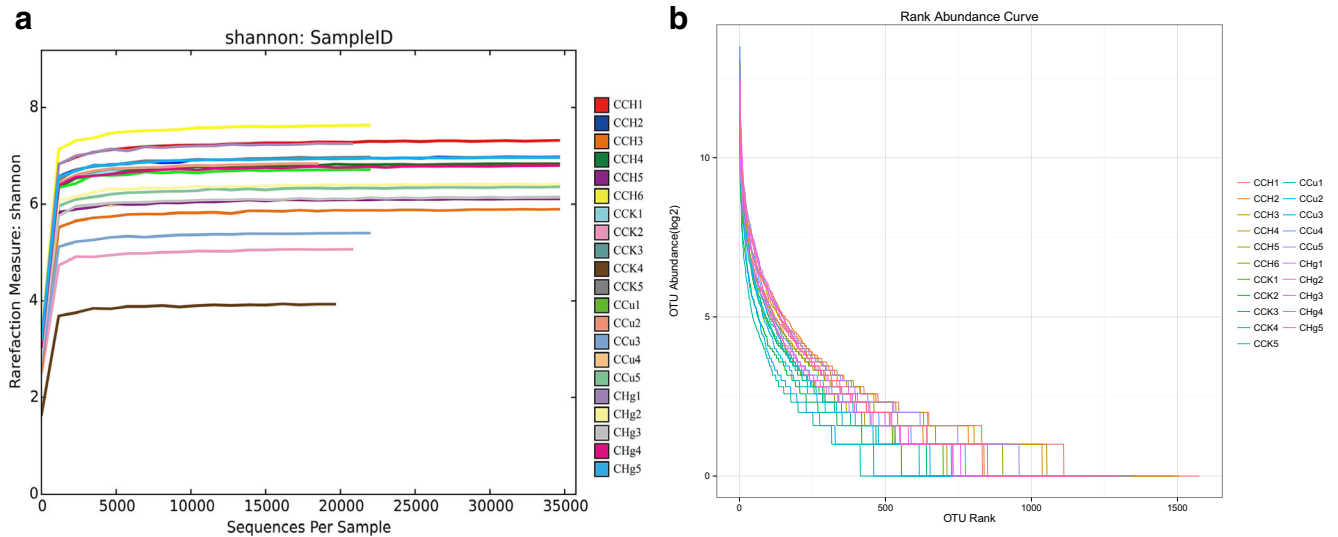 a
shannon: SampleID
Rarefraction Measure: shannon
8
6
4
2
0
0 5000 10000 15000 20000 25000 30000 35000
Sequences Per Sample
CCH1
CCH2
CCH3
CCH4
CCH5
CCH6
CCK1
CCK2
CCK3
CCK4
CCK5
CCu1
CCu2
CCu3
CCu4
CCu5
CHg1
CHg2
CHg3
CHg4
CHg5
b
Rank Abundance Curve
OTU Abundance(log2)
10
5
0
0 500 1000 1500
OTU Rank
CCH1 CCu1
CCH2 CCu2
CCH3 CCu3
CCH4 CCu4
CCH5 CCu5
CCH6 CHg1
CCK1 CHg2
CCK2 CHg3
CCK3 CHg4
CCK4 CHg5
CCK5